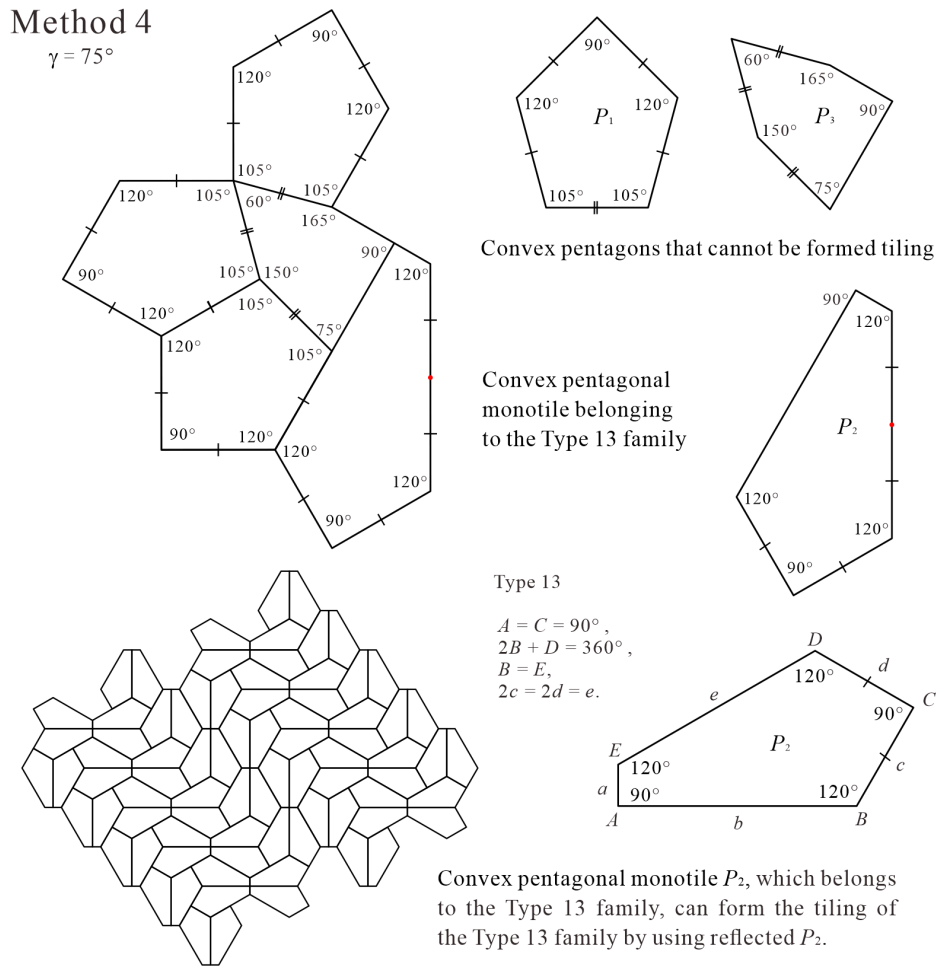 Method 4
γ = 75°
90°
120°
120°
105°
105°
120°
105°
60°
165°
90°
105°
150°
90°
120°
120°
105°
75°
105°
120°
90°
120°
120°
120°
90°
90°
120°
120°
P₁
105°
105°
60°
165°
90°
P₃
150°
75°
Convex pentagons that cannot be formed tiling
90°
120°
P₂
120°
120°
90°
Convex pentagonal
monotile belonging
to the Type 13 family
Type 13
A = C = 90° ,
2B + D = 360° ,
B = E,
2c = 2d = e.
D
120°
d
C
90°
e
P₂
c
E
120°
a
90°
120°
A
b
B
Convex pentagonal monotile P₂, which belongs
to the Type 13 family, can form the tiling of
the Type 13 family by using reflected P₂.